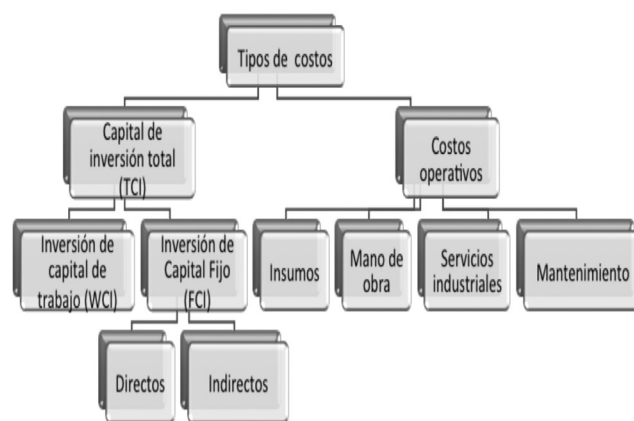 Tipos de costos
Capital de
inversión total
(TCI)
Costos
operativos
Inversión de
capital de
trabajo (WCI)
Inversión de
Capital Fijo
(FCI)
Insumos
Mano de
obra
Servicios
industriales
Mantenimiento
Directos
Indirectos